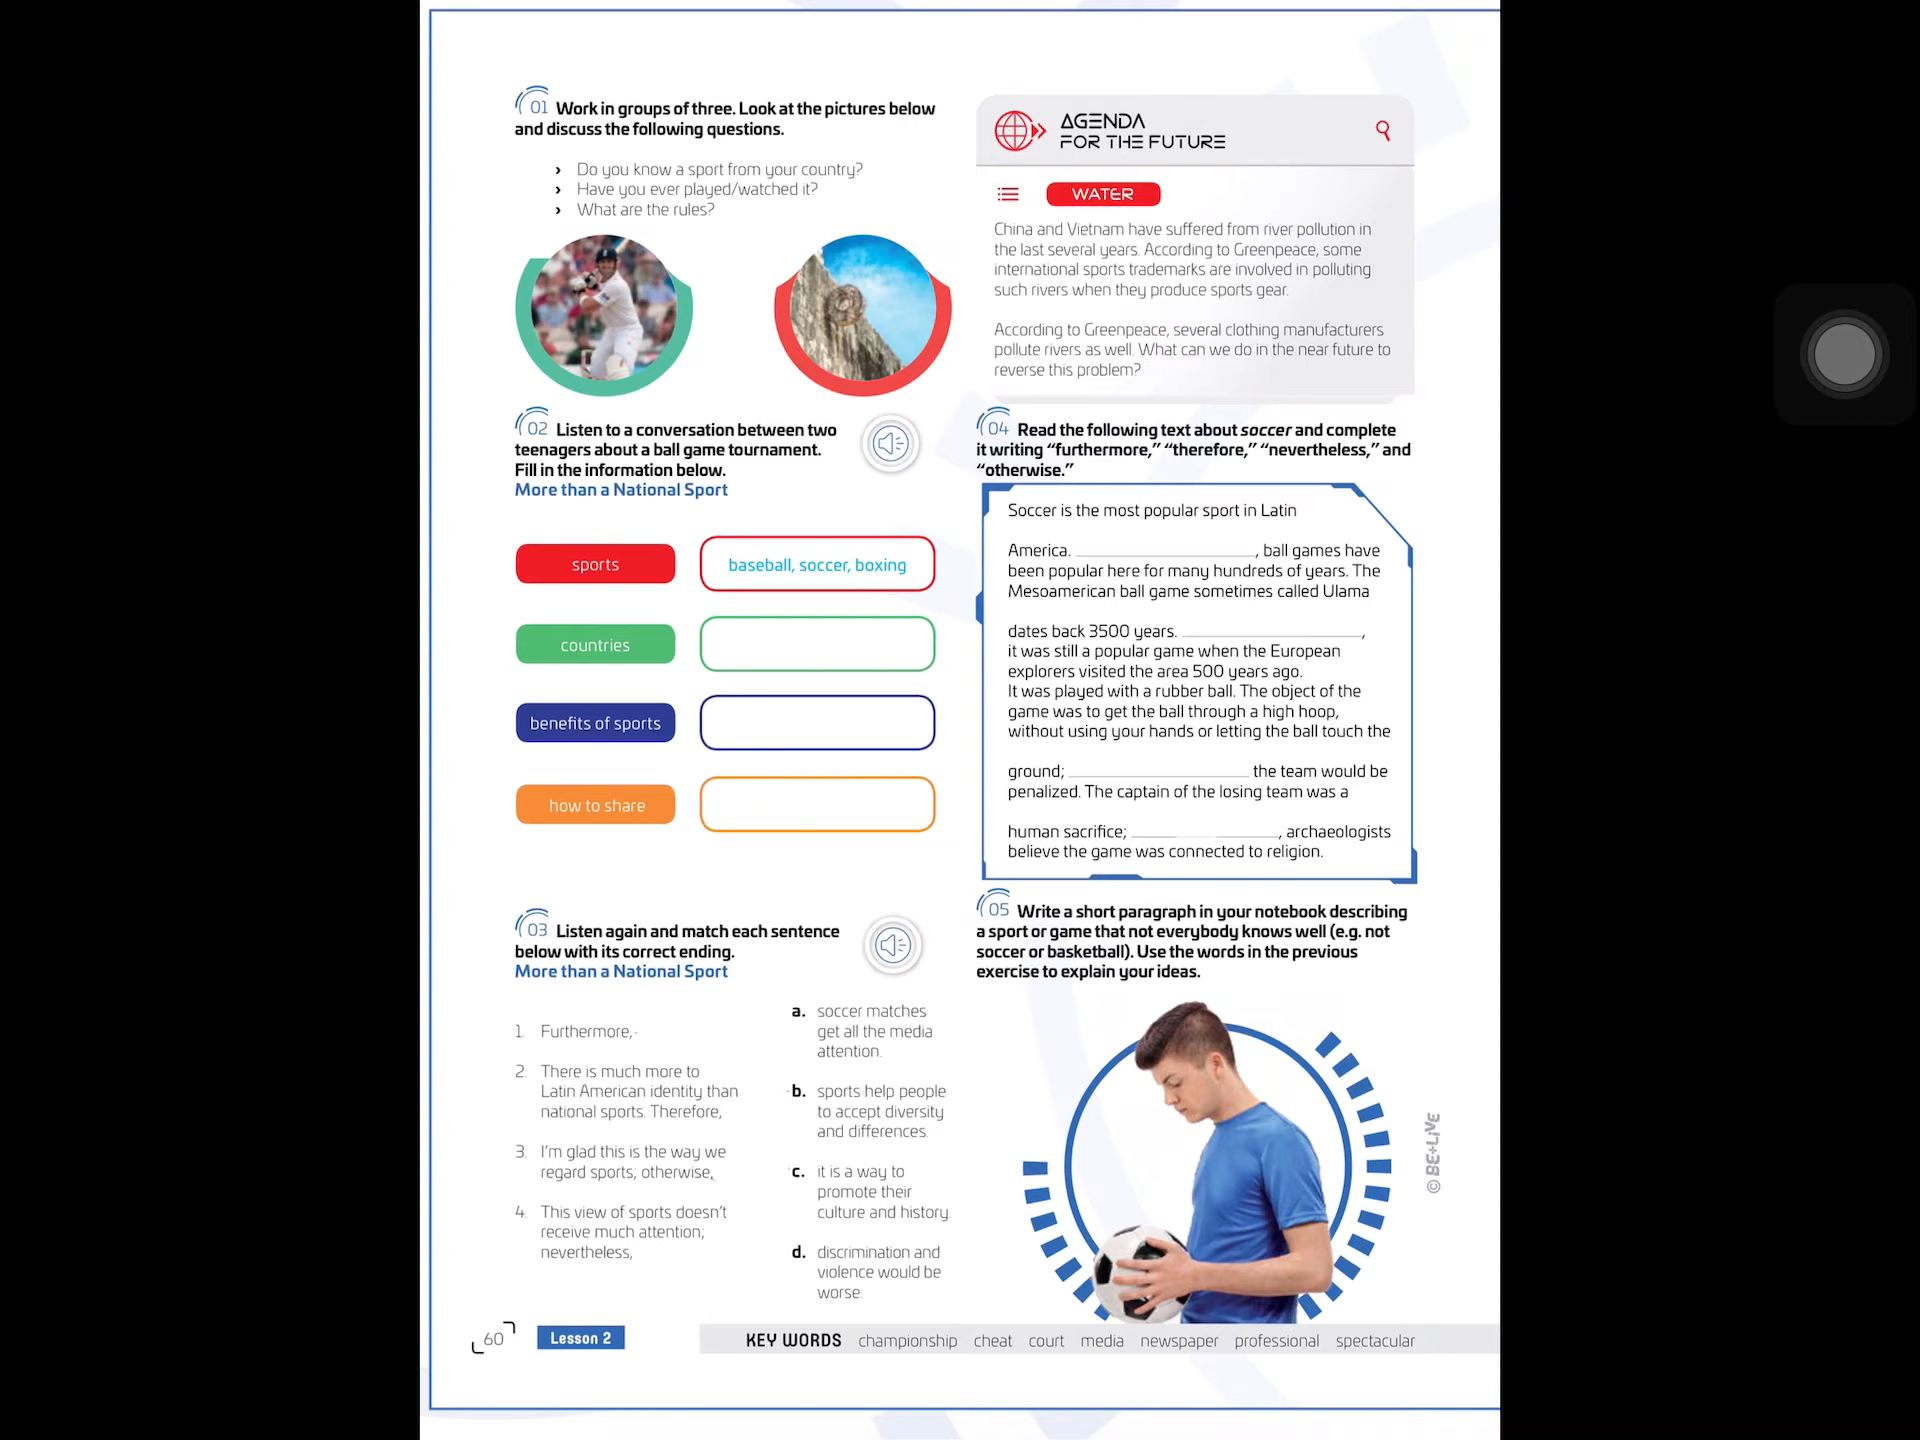 01 Work in groups of three. Look at the pictures below
and discuss the following questions.
› Do you know a sport from your country?
› Have you ever played/watched it?
› What are the rules?
02 Listen to a conversation between two
teenagers about a ball game tournament.
Fill in the information below.
More than a National Sport
sports
baseball, soccer, boxing
countries
benefits of sports
how to share
03 Listen again and match each sentence
below with its correct ending.
More than a National Sport
1. Furthermore,
2. There is much more to
Latin American identity than
national sports. Therefore,
3. I'm glad this is the way we
regard sports; otherwise,
4. This view of sports doesn't
receive much attention;
nevertheless,
a. soccer matches
get all the media
attention.
b. sports help people
to accept diversity
and differences.
c. it is a way to
promote their
culture and history.
d. discrimination and
violence would be
worse.
AGENDA
FOR THE FUTURE
WATER
China and Vietnam have suffered from river pollution in
the last several years. According to Greenpeace, some
international sports trademarks are involved in polluting
such rivers when they produce sports gear.
According to Greenpeace, several clothing manufacturers
pollute rivers as well. What can we do in the near future to
reverse this problem?
04 Read the following text about soccer and complete
it writing “furthermore,” “therefore,” “nevertheless,” and
“otherwise.”
Soccer is the most popular sport in Latin
America. ____________, ball games have
been popular here for many hundreds of years. The
Mesoamerican ball game sometimes called Ulama
dates back 3500 years. ____________,
it was still a popular game when the European
explorers visited the area 500 years ago.
It was played with a rubber ball. The object of the
game was to get the ball through a high hoop,
without using your hands or letting the ball touch the
ground; ____________ the team would be
penalized. The captain of the losing team was a
human sacrifice; ____________, archaeologists
believe the game was connected to religion.
05 Write a short paragraph in your notebook describing
a sport or game that not everybody knows well (e.g. not
soccer or basketball). Use the words in the previous
exercise to explain your ideas.
© BE+LIVE
60
Lesson 2
KEY WORDS championship cheat court media newspaper professional spectacular